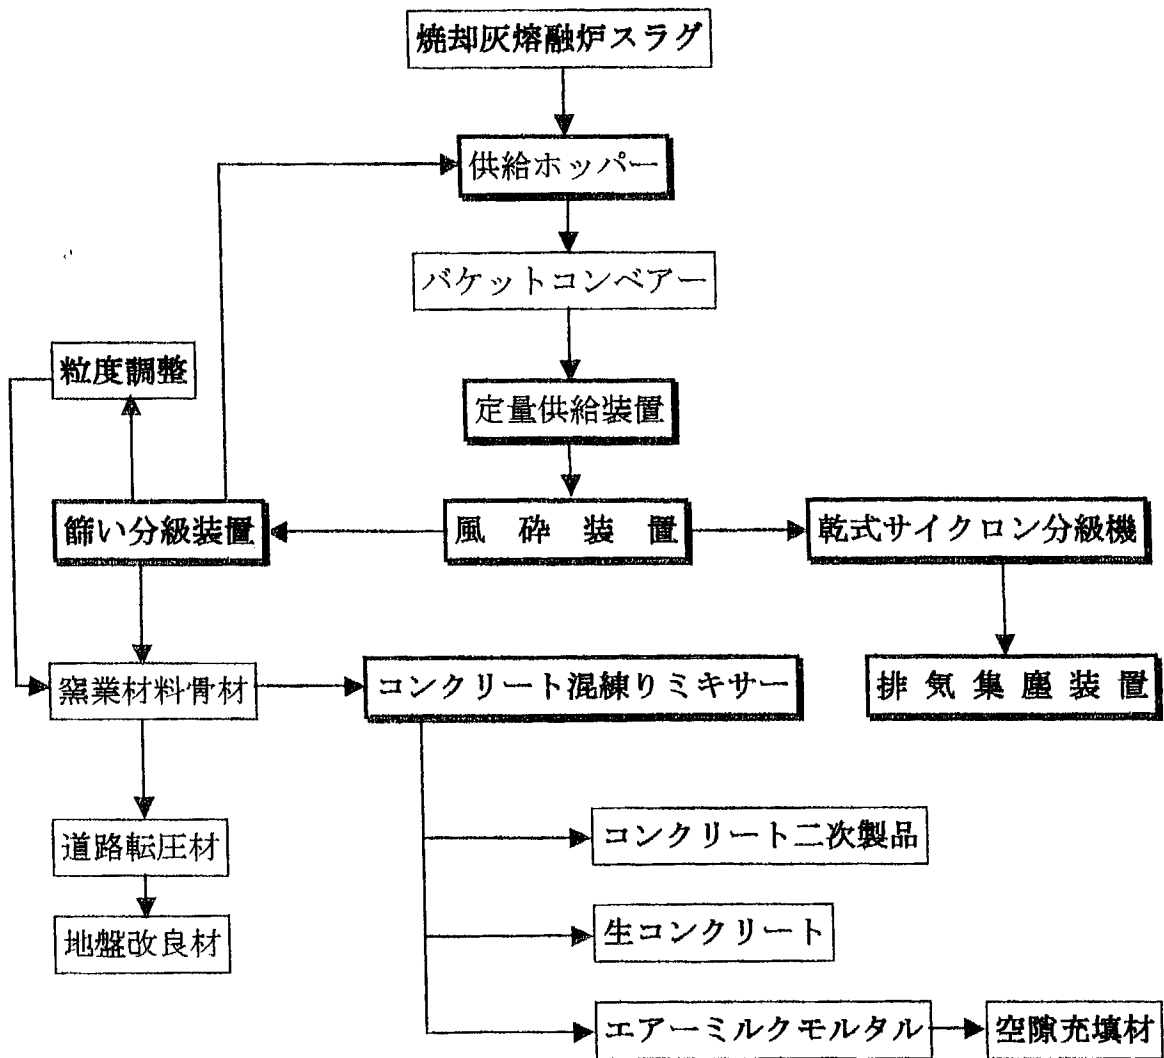 焼却灰熔融炉スラグ
供給ホッパー
バケットコンベアー
粒度調整
定量供給装置
篩い分級装置
風砕装置
乾式サイクロン分級機
窯業材料骨材
コンクリート混練りミキサー
排気集塵装置
道路転圧材
コンクリート二次製品
地盤改良材
生コンクリート
エアーミルクモルタル
空隙充填材